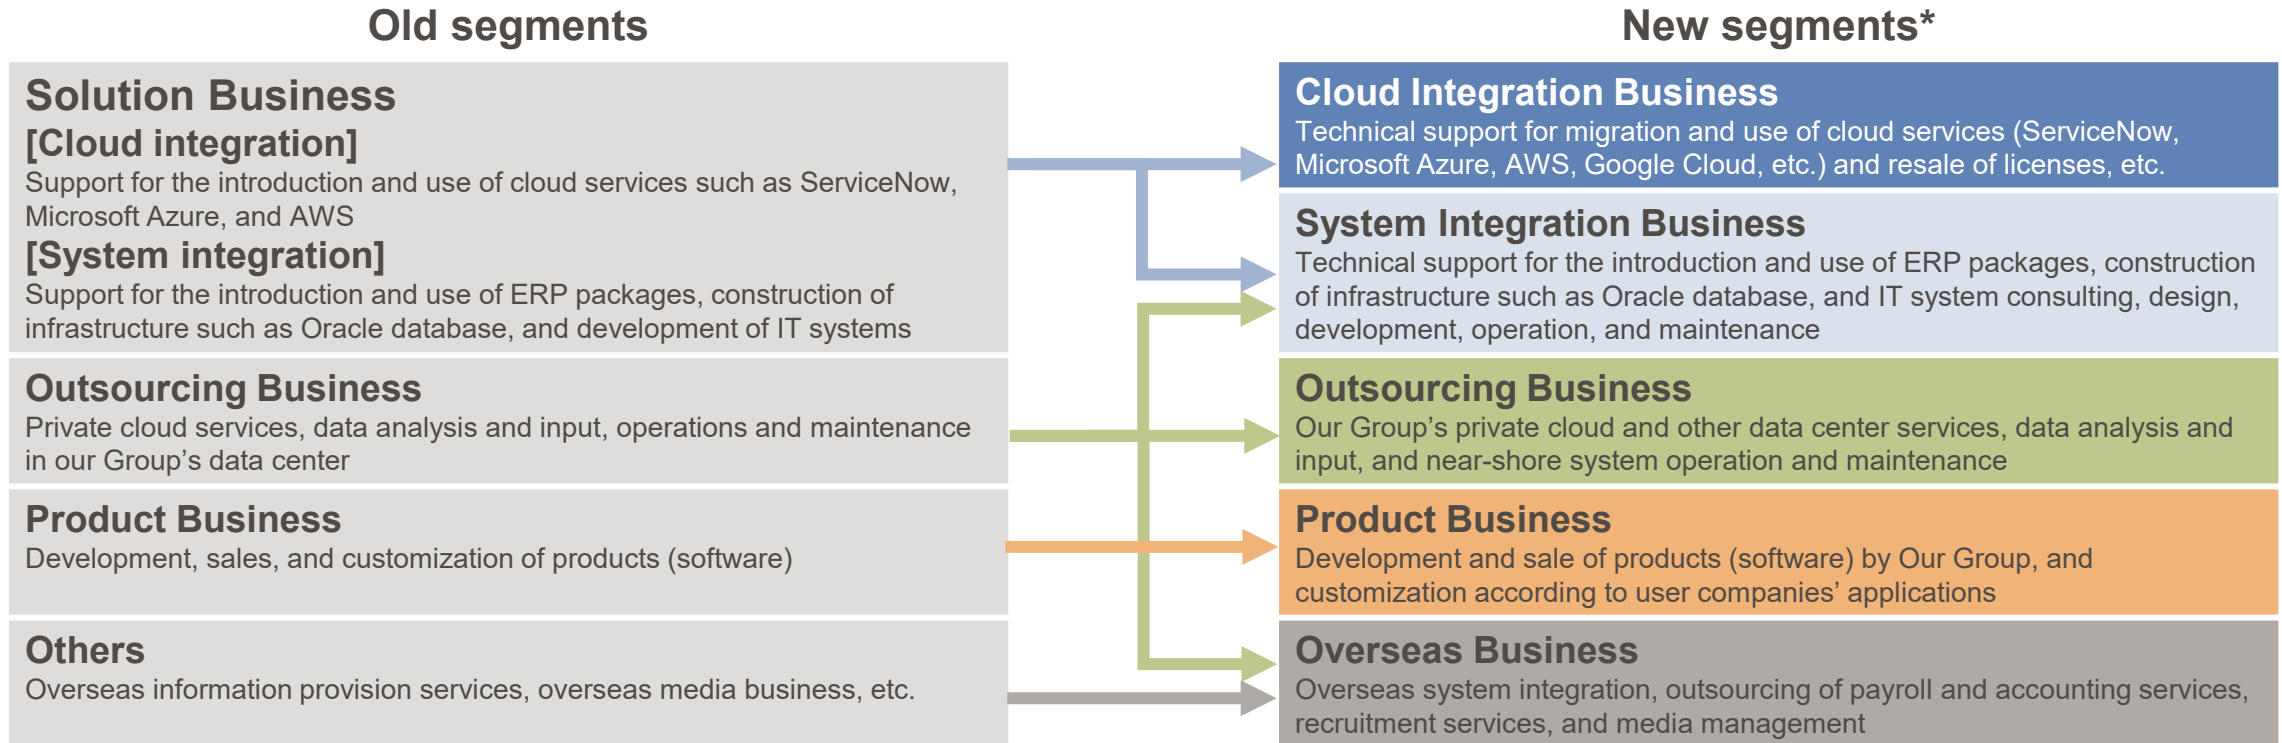 Old segments
New segments*
Solution Business
[Cloud integration]
Support for the introduction and use of cloud services such as ServiceNow,
Microsoft Azure, and AWS
[System integration]
Support for the introduction and use of ERP packages, construction of
infrastructure such as Oracle database, and development of IT systems
Outsourcing Business
Private cloud services, data analysis and input, operations and maintenance
in our Group’s data center
Product Business
Development, sales, and customization of products (software)
Others
Overseas information provision services, overseas media business, etc.
Cloud Integration Business
Technical support for migration and use of cloud services (ServiceNow,
Microsoft Azure, AWS, Google Cloud, etc.) and resale of licenses, etc.
System Integration Business
Technical support for the introduction and use of ERP packages, construction
of infrastructure such as Oracle database, and IT system consulting, design,
development, operation, and maintenance
Outsourcing Business
Our Group’s private cloud and other data center services, data analysis and
input, and near-shore system operation and maintenance
Product Business
Development and sale of products (software) by Our Group, and
customization according to user companies’ applications
Overseas Business
Overseas system integration, outsourcing of payroll and accounting services,
recruitment services, and media management